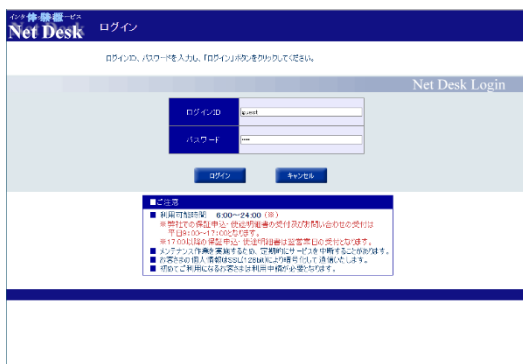 体験版
Net Desk
ログイン
ログインID、パスワードを入力し、「ログイン」ボタンをクリックしてください。
Net Desk Login
ログインID
guest
パスワード
ログイン
キャンセル
■ご注意
■ 利用可能時間 6:00~24:00 (※)
※弊社での保証申込・使途明細書の受付及びお問い合わせの受付は
平日9:00~17:00となります。
※17:00以降の保証申込・使途明細書は翌営業日の受付となります。
■ メンテナンス作業を実施するため、定期的にサービスを中断することがあります。
■ お客さまの個人情報はSSL(128bit)により暗号化して通信いたします。
■ 初めてご利用になるお客さまは利用申請が必要となります。